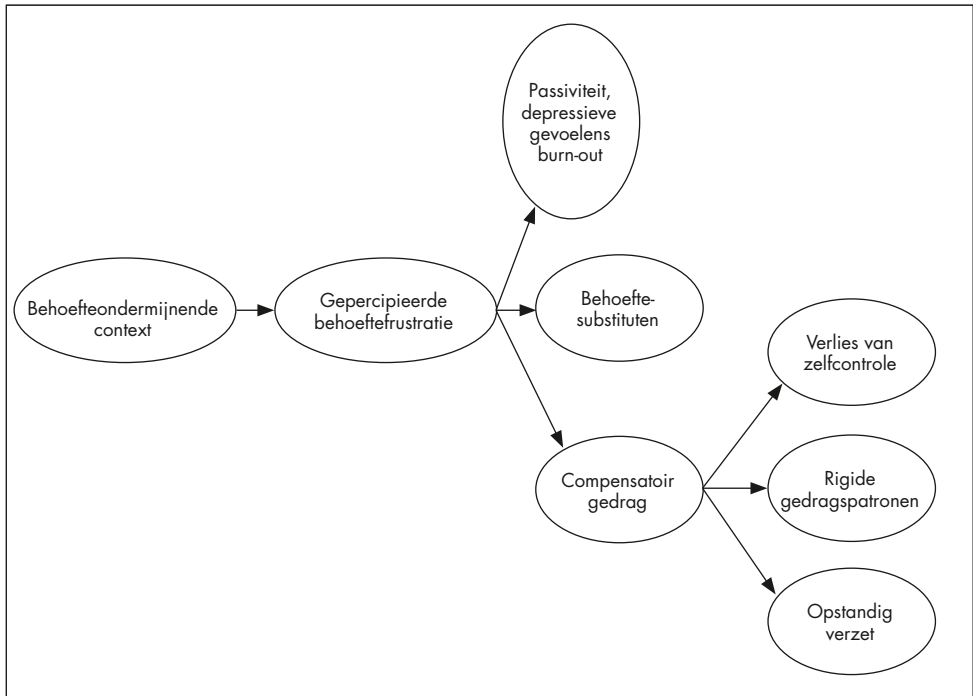 Passiviteit,
depressieve
gevoelens
burn-out
Behoefteondermijnende
context
Gepercipieerde
behoeftefrustratie
Behoefte-
substituten
Verlies van
zelfcontrole
Compensatoir
gedrag
Rigide
gedragspatronen
Opstandig
verzet